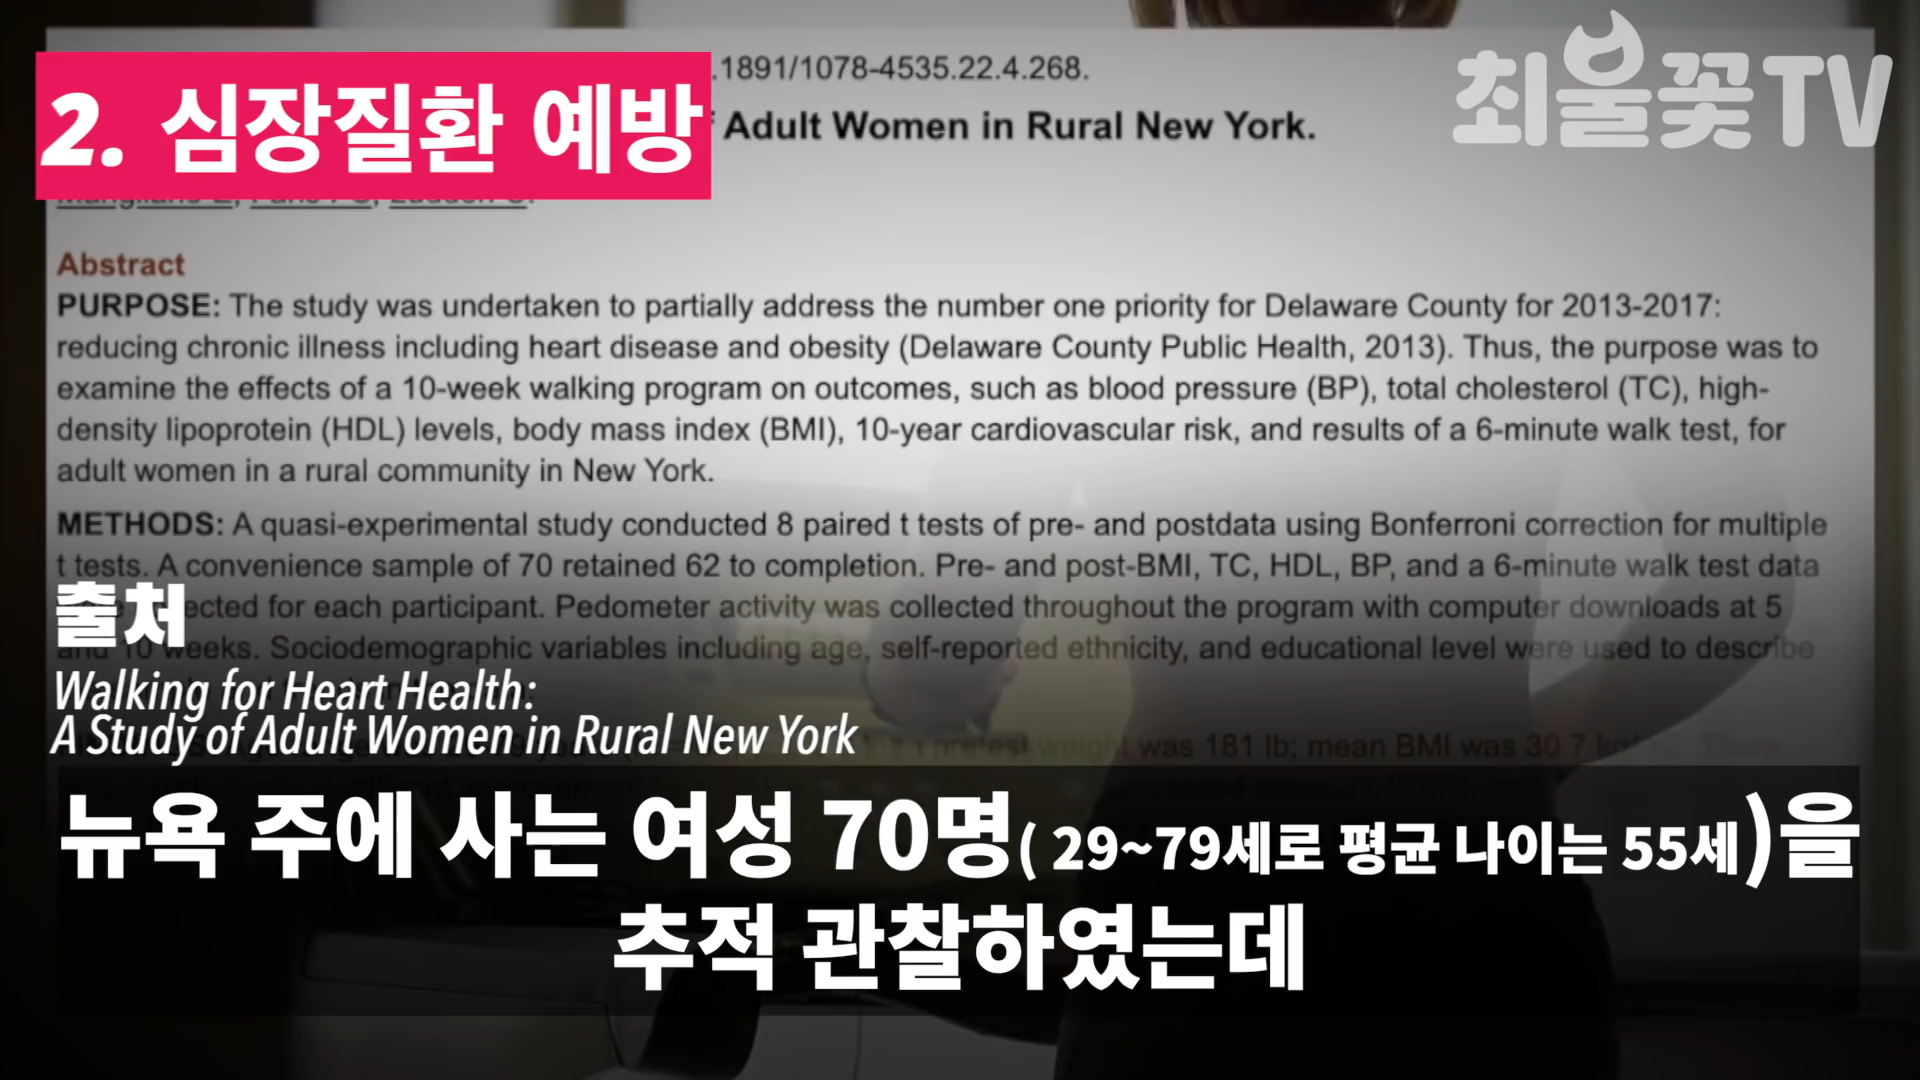 .1891/1078-4535.22.4.268.
최울꽃TV
2. 심장질환 예방
Adult Women in Rural New York.
Abstract
PURPOSE: The study was undertaken to partially address the number one priority for Delaware County for 2013-2017:
reducing chronic illness including heart disease and obesity (Delaware County Public Health, 2013). Thus, the purpose was to
examine the effects of a 10-week walking program on outcomes, such as blood pressure (BP), total cholesterol (TC), high-
density lipoprotein (HDL) levels, body mass index (BMI), 10-year cardiovascular risk, and results of a 6-minute walk test, for
adult women in a rural community in New York.
METHODS: A quasi-experimental study conducted 8 paired t tests of pre- and postdata using Bonferroni correction for multiple
t tests. A convenience sample of 70 retained 62 to completion. Pre- and post-BMI, TC, HDL, BP, and a 6-minute walk test data
ected for each participant. Pedometer activity was collected throughout the program with computer downloads at 5
and 10 weeks. Sociodemographic variables including age, self-reported ethnicity, and educational level were used to describe
출처
Walking for Heart Health:
A Study of Adult Women in Rural New York
pretest weight was 181 lb; mean BMI was 30.7
뉴욕 주에 사는 여성 70명( 29~79세로 평균 나이는 55세)을
추적 관찰하였는데